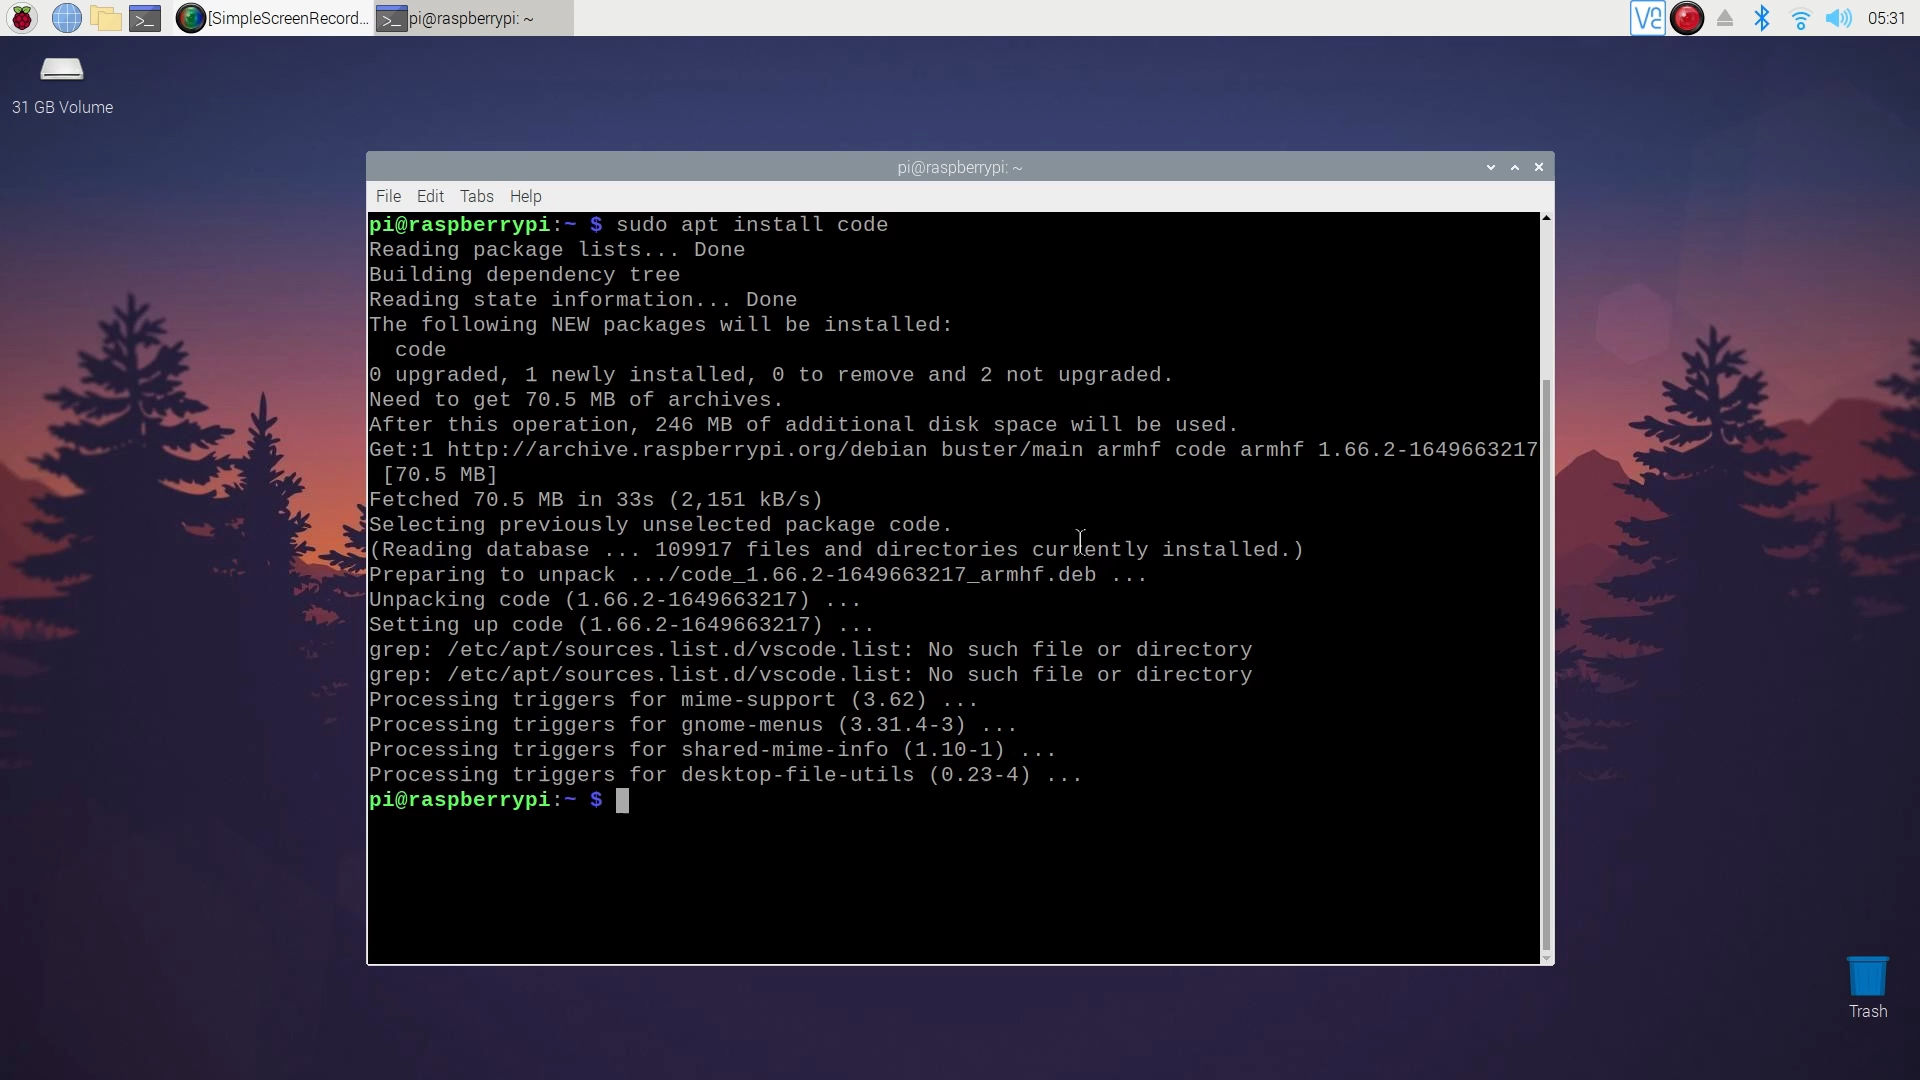 [SimpleScreenRecord...
pi@raspberrypi: ~
05:31
31 GB Volume
pi@raspberrypi: ~
File Edit Tabs Help
pi@raspberrypi:~ $ sudo apt install code
Reading package lists... Done
Building dependency tree
Reading state information... Done
The following NEW packages will be installed:
  code
0 upgraded, 1 newly installed, 0 to remove and 2 not upgraded.
Need to get 70.5 MB of archives.
After this operation, 246 MB of additional disk space will be used.
Get:1 http://archive.raspberrypi.org/debian buster/main armhf code armhf 1.66.2-1649663217
 [70.5 MB]
Fetched 70.5 MB in 33s (2,151 kB/s)
Selecting previously unselected package code.
(Reading database ... 109917 files and directories currently installed.)
Preparing to unpack .../code_1.66.2-1649663217_armhf.deb ...
Unpacking code (1.66.2-1649663217) ...
Setting up code (1.66.2-1649663217) ...
grep: /etc/apt/sources.list.d/vscode.list: No such file or directory
grep: /etc/apt/sources.list.d/vscode.list: No such file or directory
Processing triggers for mime-support (3.62) ...
Processing triggers for gnome-menus (3.31.4-3) ...
Processing triggers for shared-mime-info (1.10-1) ...
Processing triggers for desktop-file-utils (0.23-4) ...
pi@raspberrypi:~ $
Trash